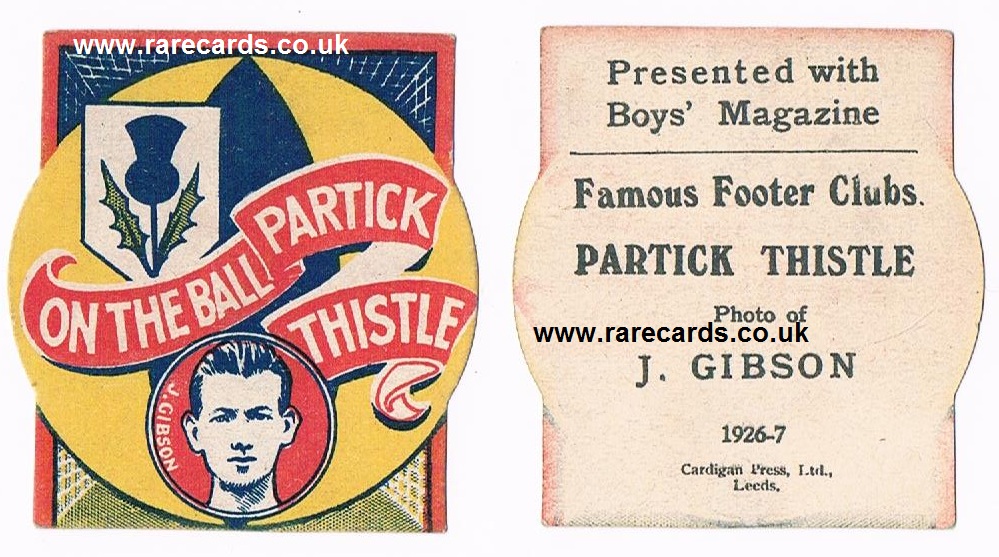 www.rarecards.co.uk
PARTICK
ON THE BALL
THISTLE
J. GIBSON
Presented with
Boys' Magazine
Famous Footer Clubs.
PARTICK THISTLE
Photo of
www.rarecards.co.uk
J. GIBSON
1926-7
Cardigan Press, Ltd.,
Leeds.